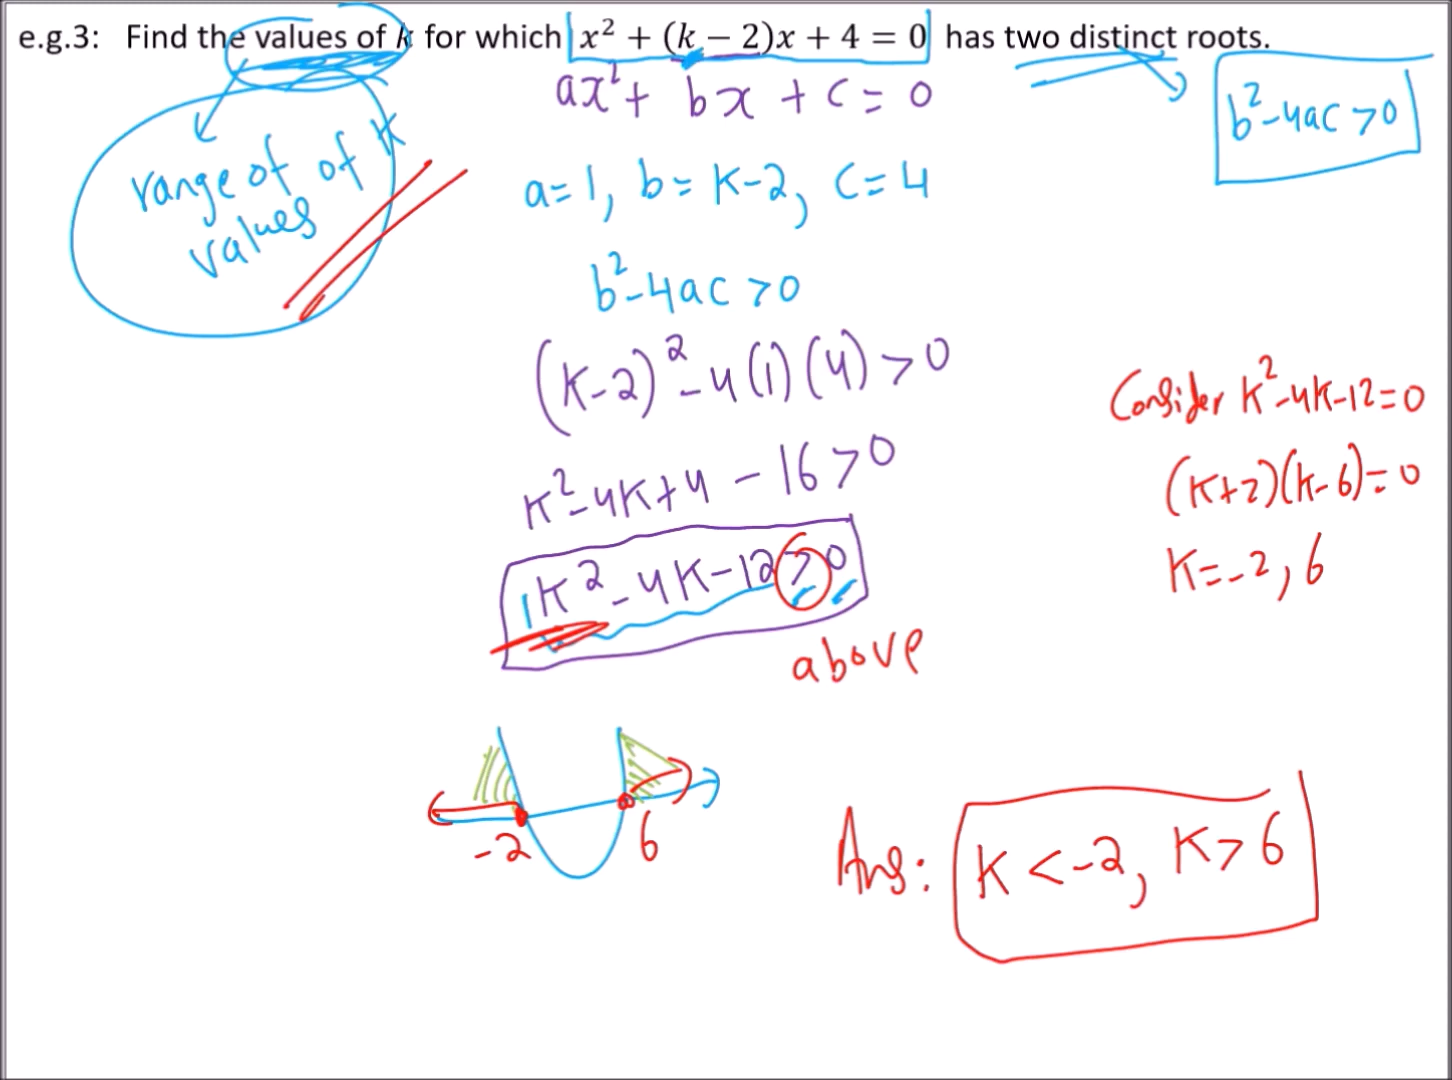 e.g.3: Find the values of k for which x² + (k − 2)x + 4 = 0 has two distinct roots.
ax² + bx + c = 0
b²-4ac >0
range of of k
values
a=1, b= K-2, C=4
b²-4ac >0
(K-2)² -4(1)(4) >0
K²-4K+4 - 16 >0
1K²-4K-12 >0
above
Consider K²-4K-12=0
(K+2)(K-6)=0
K=-2, 6
-2 6
Ans: K <-2, K> 6